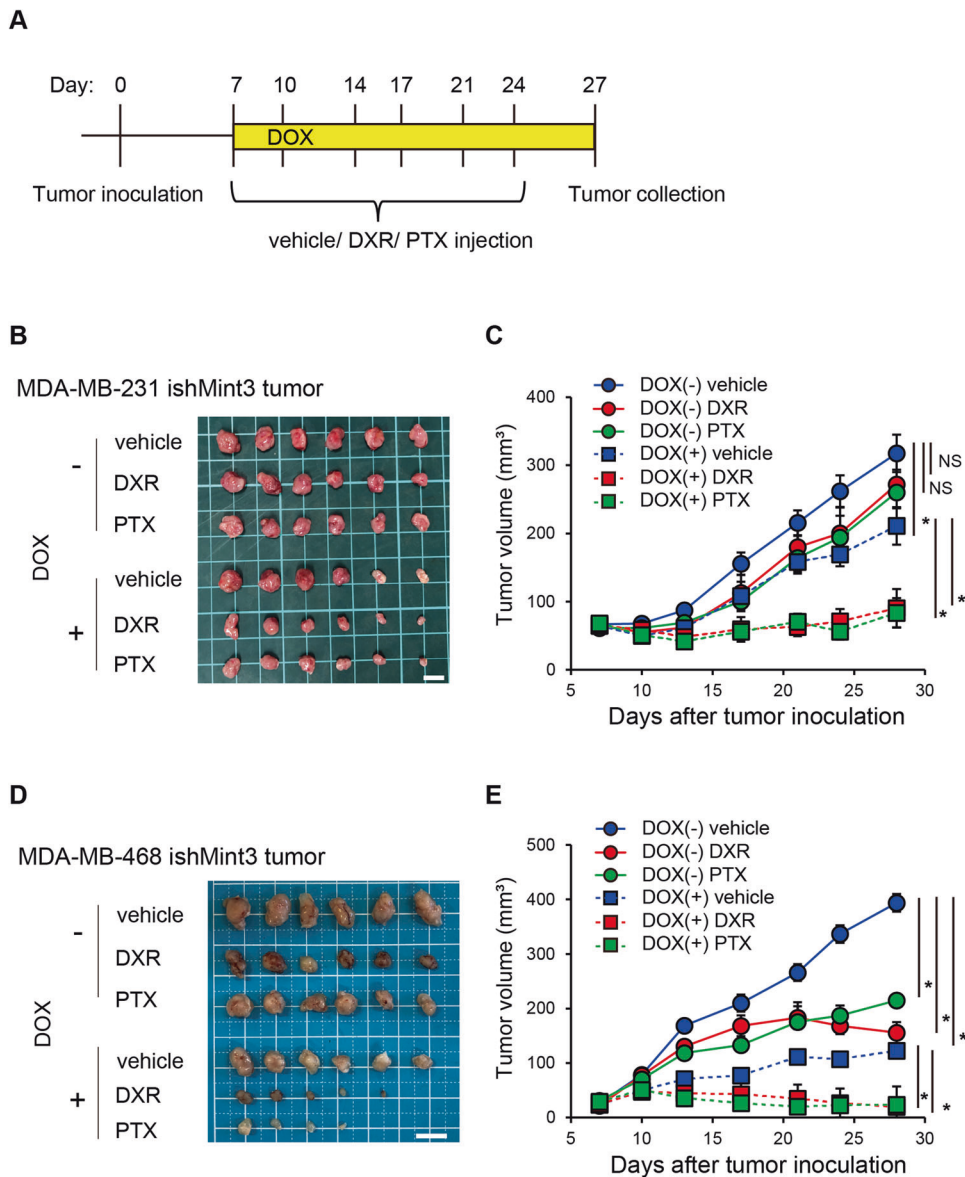 A
Day: 0 7 10 14 17 21 24 27
DOX
Tumor inoculation Tumor collection
vehicle/ DXR/ PTX injection
B
MDA-MB-231 ishMint3 tumor
DOX
-
vehicle
DXR
PTX
+
vehicle
DXR
PTX
C
DOX(-) vehicle
DOX(-) DXR
DOX(-) PTX
DOX(+) vehicle
DOX(+) DXR
DOX(+) PTX
Tumor volume (mm³)
400
300
200
100
0
5 10 15 20 25 30
Days after tumor inoculation
NS
NS
*
*
*
D
MDA-MB-468 ishMint3 tumor
DOX
-
vehicle
DXR
PTX
+
vehicle
DXR
PTX
E
DOX(-) vehicle
DOX(-) DXR
DOX(-) PTX
DOX(+) vehicle
DOX(+) DXR
DOX(+) PTX
Tumor volume (mm³)
500
400
300
200
100
0
5 10 15 20 25 30
Days after tumor inoculation
*
*
*
*
*